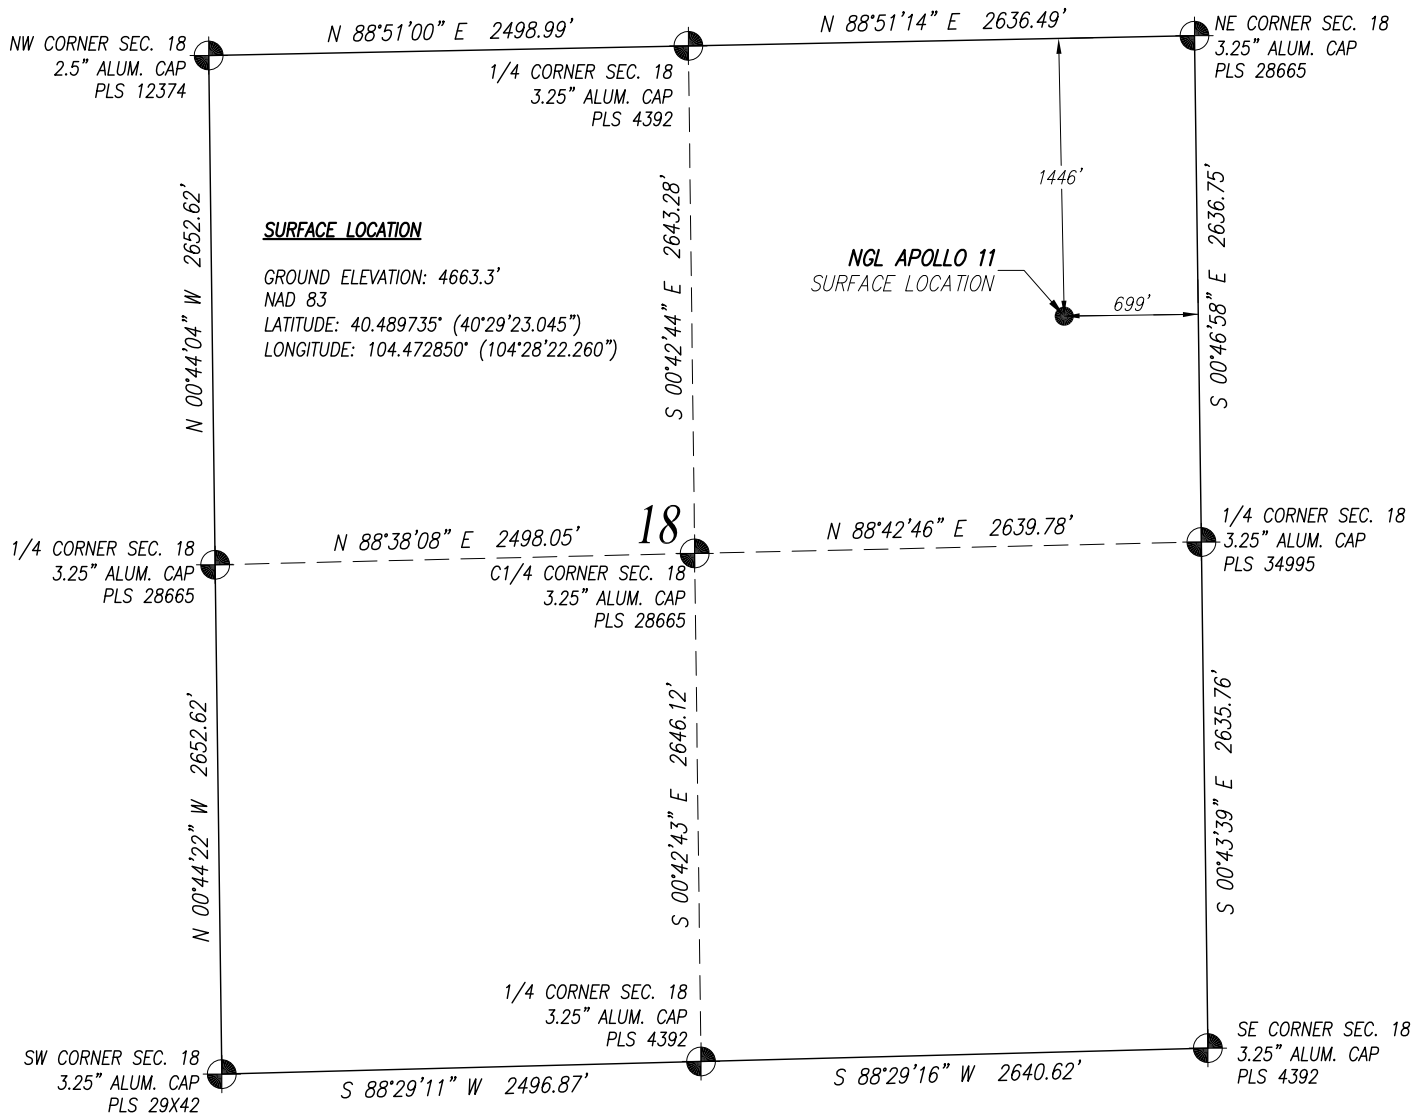 N 88°51'00" E 2498.99'
N 88°51'14" E 2636.49'
NW CORNER SEC. 18
2.5" ALUM. CAP
PLS 12374
1/4 CORNER SEC. 18
3.25" ALUM. CAP
PLS 4392
NE CORNER SEC. 18
3.25" ALUM. CAP
PLS 28665
N 00°44'04" W 2652.62'
SURFACE LOCATION
GROUND ELEVATION: 4663.3'
NAD 83
LATITUDE: 40.489735° (40°29'23.045")
LONGITUDE: 104.472850° (104°28'22.260")
S 00°42'44" E 2643.28'
1446'
NGL APOLLO 11
SURFACE LOCATION
699'
S 00°46'58" E 2636.75'
1/4 CORNER SEC. 18
3.25" ALUM. CAP
PLS 28665
N 88°38'08" E 2498.05'
18
C1/4 CORNER SEC. 18
3.25" ALUM. CAP
PLS 28665
N 88°42'46" E 2639.78'
1/4 CORNER SEC. 18
3.25" ALUM. CAP
PLS 34995
N 00°44'22" W 2652.62'
S 00°42'43" E 2646.12'
S 00°43'39" E 2635.76'
1/4 CORNER SEC. 18
3.25" ALUM. CAP
PLS 4392
SW CORNER SEC. 18
3.25" ALUM. CAP
PLS 29X42
S 88°29'11" W 2496.87'
S 88°29'16" W 2640.62'
SE CORNER SEC. 18
3.25" ALUM. CAP
PLS 4392